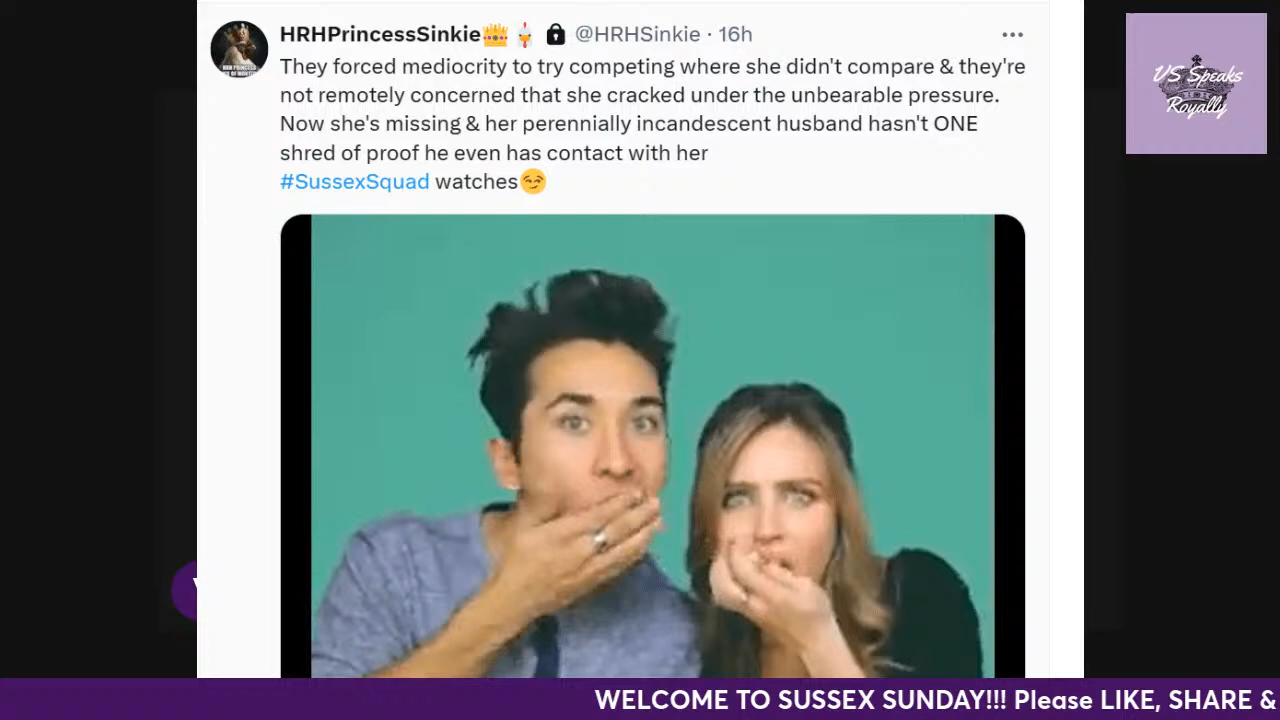 HRHPrincessSinkie👑🐓 🔒 @HRHSinkie · 16h
They forced mediocrity to try competing where she didn't compare & they're
not remotely concerned that she cracked under the unbearable pressure.
Now she's missing & her perennially incandescent husband hasn't ONE
shred of proof he even has contact with her
#SussexSquad watches😏
VS Speaks
Royally
WELCOME TO SUSSEX SUNDAY!!! Please LIKE, SHARE &